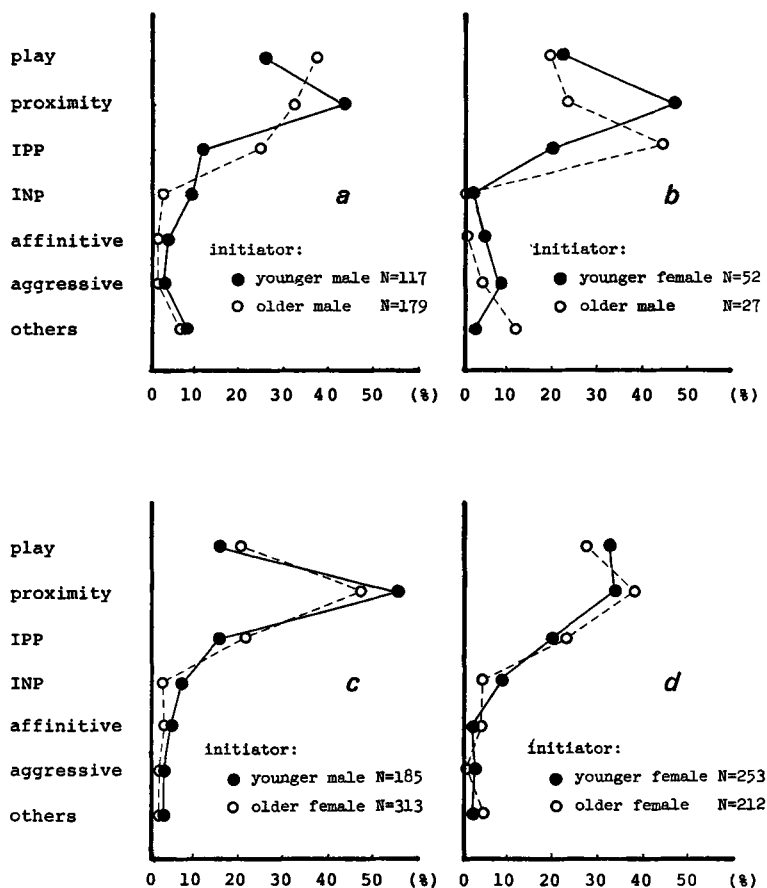 play
proximity
IPP
INP
affinitive
aggressive
others
a
initiator:
● younger male N=117
○ older male N=179
0 10 20 30 40 50 (%)
b
initiator:
● younger female N=52
○ older male N=27
0 10 20 30 40 50 (%)
play
proximity
IPP
INP
affinitive
aggressive
others
c
initiator:
● younger male N=185
○ older female N=313
0 10 20 30 40 50 (%)
d
initiator:
● younger female N=253
○ older female N=212
0 10 20 30 40 50 (%)